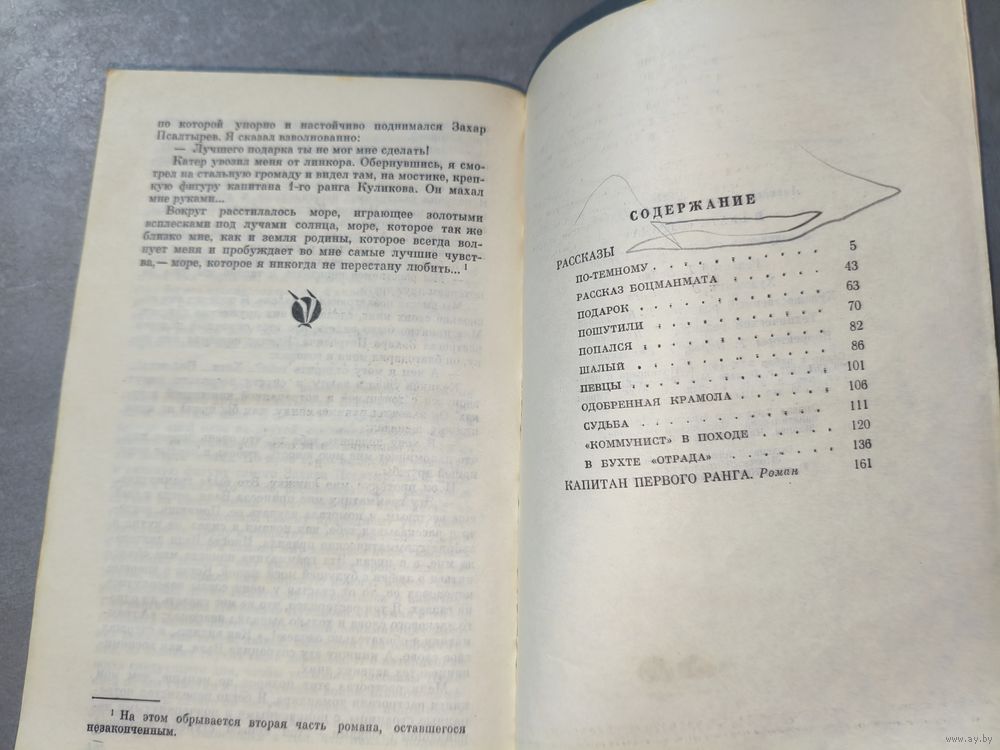 по которой упорно и настойчиво поднимался Захар
Псалтырев. Я сказал взволнованно:
— Лучшего подарка ты не мог мне сделать!
Катер увозил меня от линкора. Обернувшись, я смо-
трел на стальную громаду и видел там, на мостике, креп-
кую фигуру капитана 1-го ранга Куликова. Он махал
мне руками...
Вокруг расстилалось море, играющее золотыми
всплесками под лучами солнца, море, которое так же
близко мне, как и земля родины, которое всегда вол-
нует меня и пробуждает во мне самые лучшие чувст-
ва,— море, которое я никогда не перестану любить... ¹
¹ На этом обрывается вторая часть романа, оставшегося
незаконченным.
СОДЕРЖАНИЕ
РАССКАЗЫ
ПО-ТЕМНОМУ . . . . . . . . 5
РАССКАЗ БОЦМАНМАТА . . . . . . 43
ПОДАРОК . . . . . . . . . 63
ПОШУТИЛИ . . . . . . . . 70
ПОПАЛСЯ . . . . . . . . . 82
ШАЛЫЙ . . . . . . . . . 86
ПЕВЦЫ . . . . . . . . . 101
ОДОБРЕННАЯ КРАМОЛА . . . . . 106
СУДЬБА . . . . . . . . . 111
«КОММУНИСТ» В ПОХОДЕ . . . . . 120
В БУХТЕ «ОТРАДА» . . . . . . 136
КАПИТАН ПЕРВОГО РАНГА. Роман 161
www.ay.by